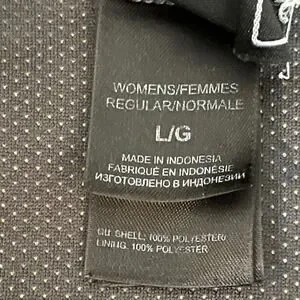 WOMENS/FEMMES
REGULAR/NORMALE
L/G
MADE IN INDONESIA
FABRIQUÉ EN INDONÉSIE
ИЗГОТОВЛЕНО В ИНДОНЕЗИИ
SHELL: 100% POLYESTER/
LINING: 100% POLYESTER/